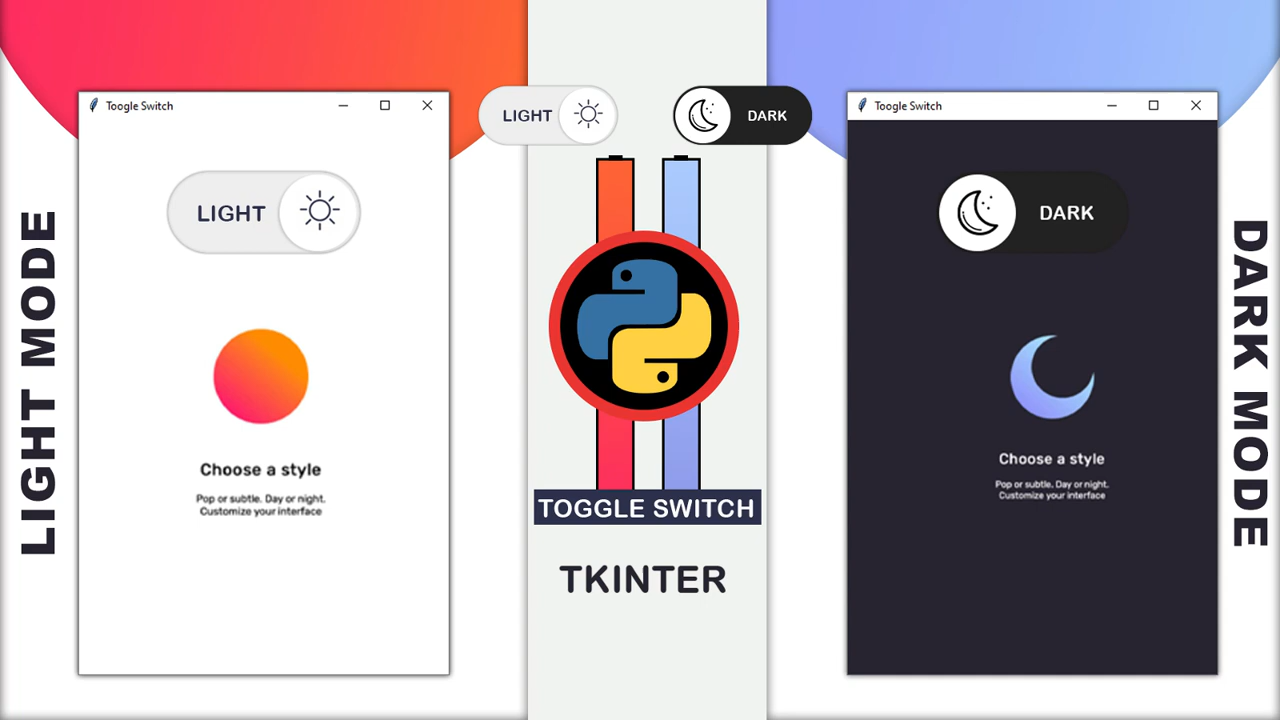 LIGHT MODE
Toogle Switch
LIGHT
Choose a style
Pop or subtle. Day or night.
Customize your interface
LIGHT
DARK
TOGGLE SWITCH
TKINTER
Toogle Switch
DARK
Choose a style
Pop or subtle. Day or night.
Customize your interface
DARK MODE